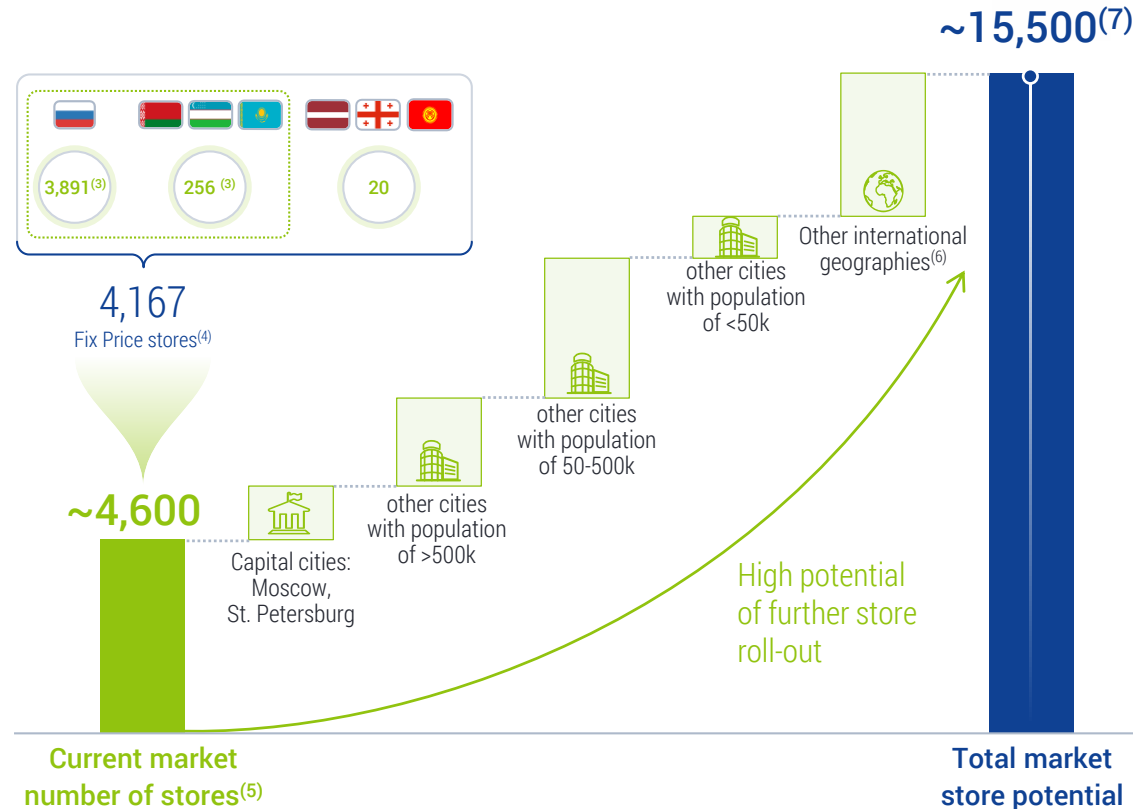 ~15,500(7)
3,891(3)
256 (3)
20
4,167
Fix Price stores(4)
~4,600
Capital cities:
Moscow,
St. Petersburg
other cities
with population
of >500k
other cities
with population
of 50-500k
other cities
with population
of <50k
Other international
geographies(6)
High potential
of further store
roll-out
Current market
number of stores(5)
Total market
store potential